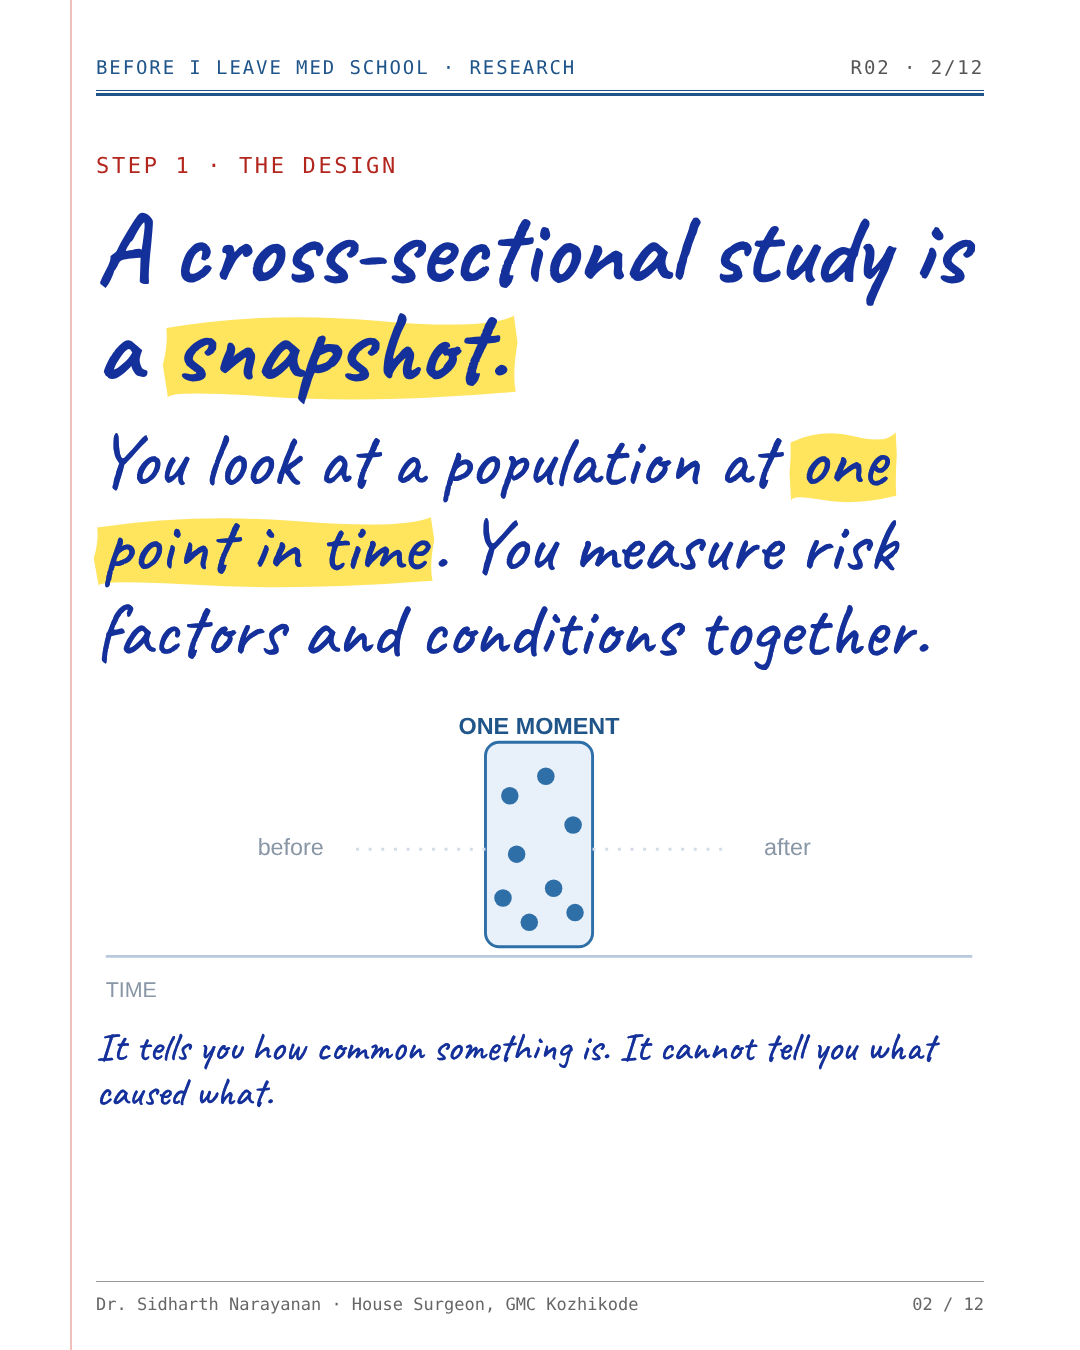 BEFORE I LEAVE MED SCHOOL · RESEARCH
R02 · 2/12
STEP 1 · THE DESIGN
A cross-sectional study is
a snapshot.
You look at a population at one
point in time. You measure risk
factors and conditions together.
ONE MOMENT
before
after
TIME
It tells you how common something is. It cannot tell you what
caused what.
Dr. Sidharth Narayanan · House Surgeon, GMC Kozhikode
02 / 12